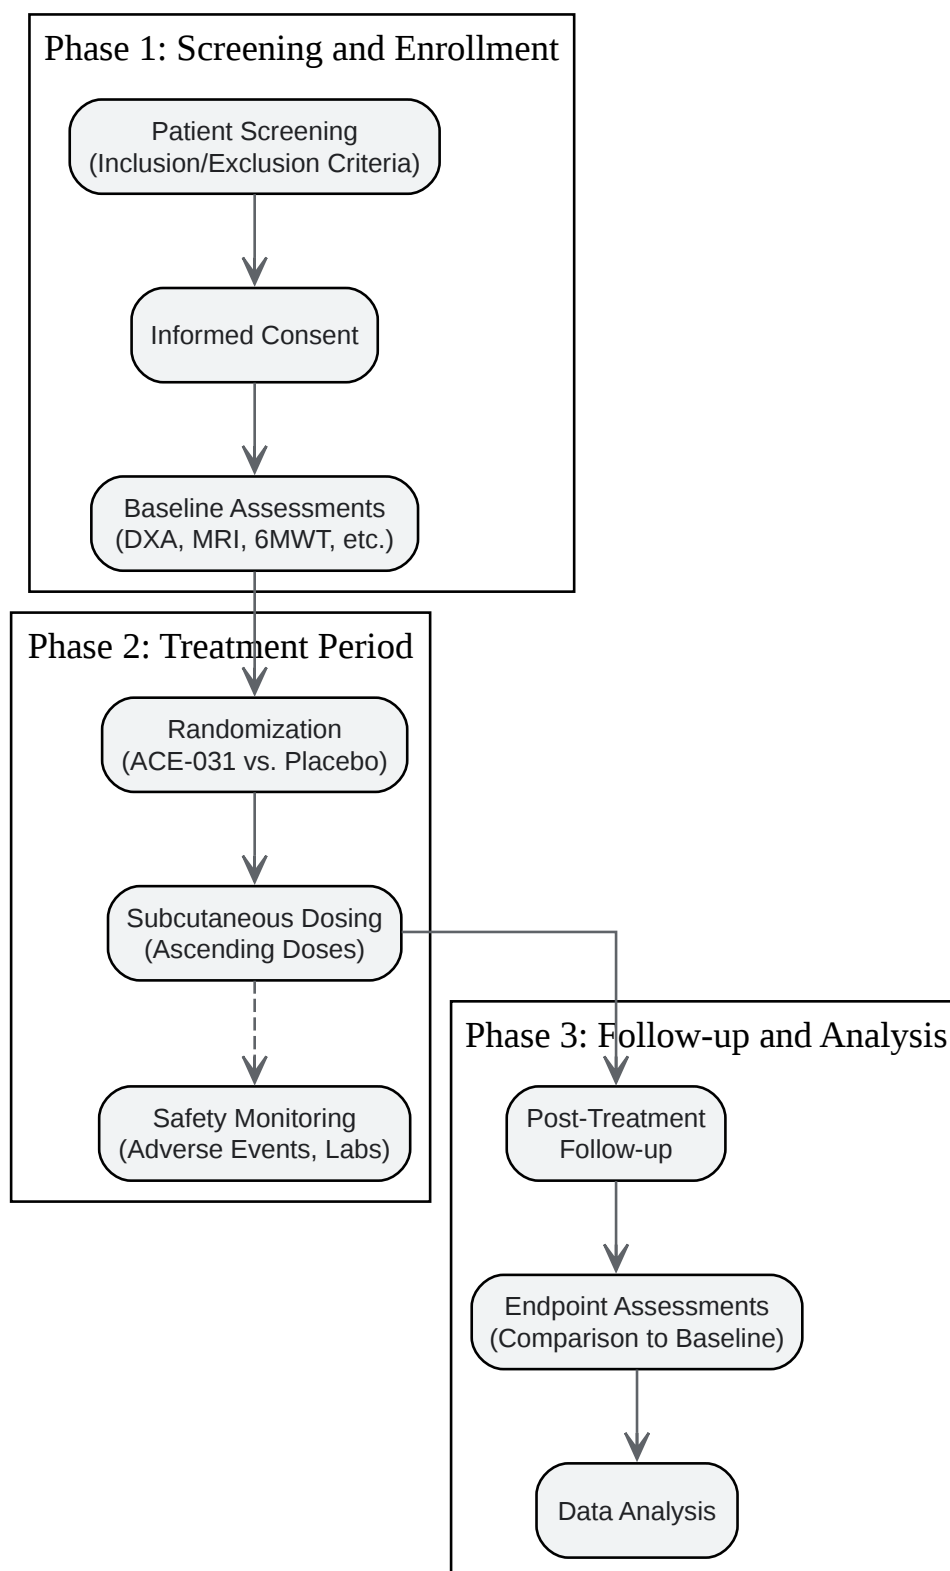 Phase 1: Screening and Enrollment
Patient Screening
(Inclusion/Exclusion Criteria)
Informed Consent
Baseline Assessments
(DXA, MRI, 6MWT, etc.)
Phase 2: Treatment Period
Randomization
(ACE-031 vs. Placebo)
Subcutaneous Dosing
(Ascending Doses)
Safety Monitoring
(Adverse Events, Labs)
Phase 3: Follow-up and Analysis
Post-Treatment
Follow-up
Endpoint Assessments
(Comparison to Baseline)
Data Analysis